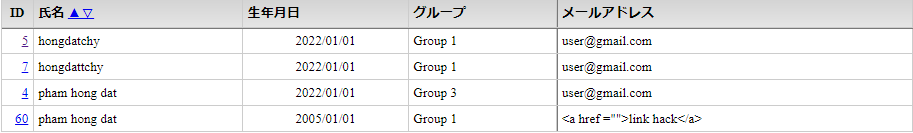 ID 氏名 ▲▽ 生年月日 グループ メールアドレス
5 hongdatchy 2022/01/01 Group 1 user@gmail.com
7 hongdattchy 2022/01/01 Group 1 user@gmail.com
4 pham hong dat 2022/01/01 Group 3 user@gmail.com
60 pham hong dat 2005/01/01 Group 1 <a href ="">link hack</a>